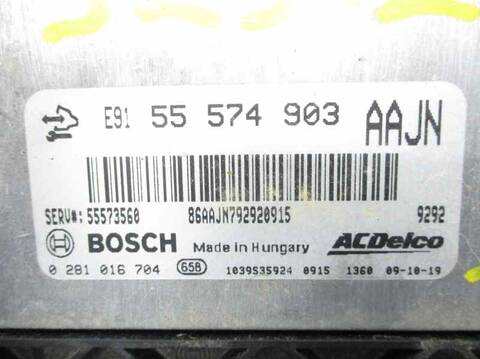 E91 55 574 903 AAJN
SERV#:55573560 86AAJN792920915 9292
BOSCH Made in Hungary ACDelco
0 281 016 704 65B 1039S35924 0915 1360 09-10-19